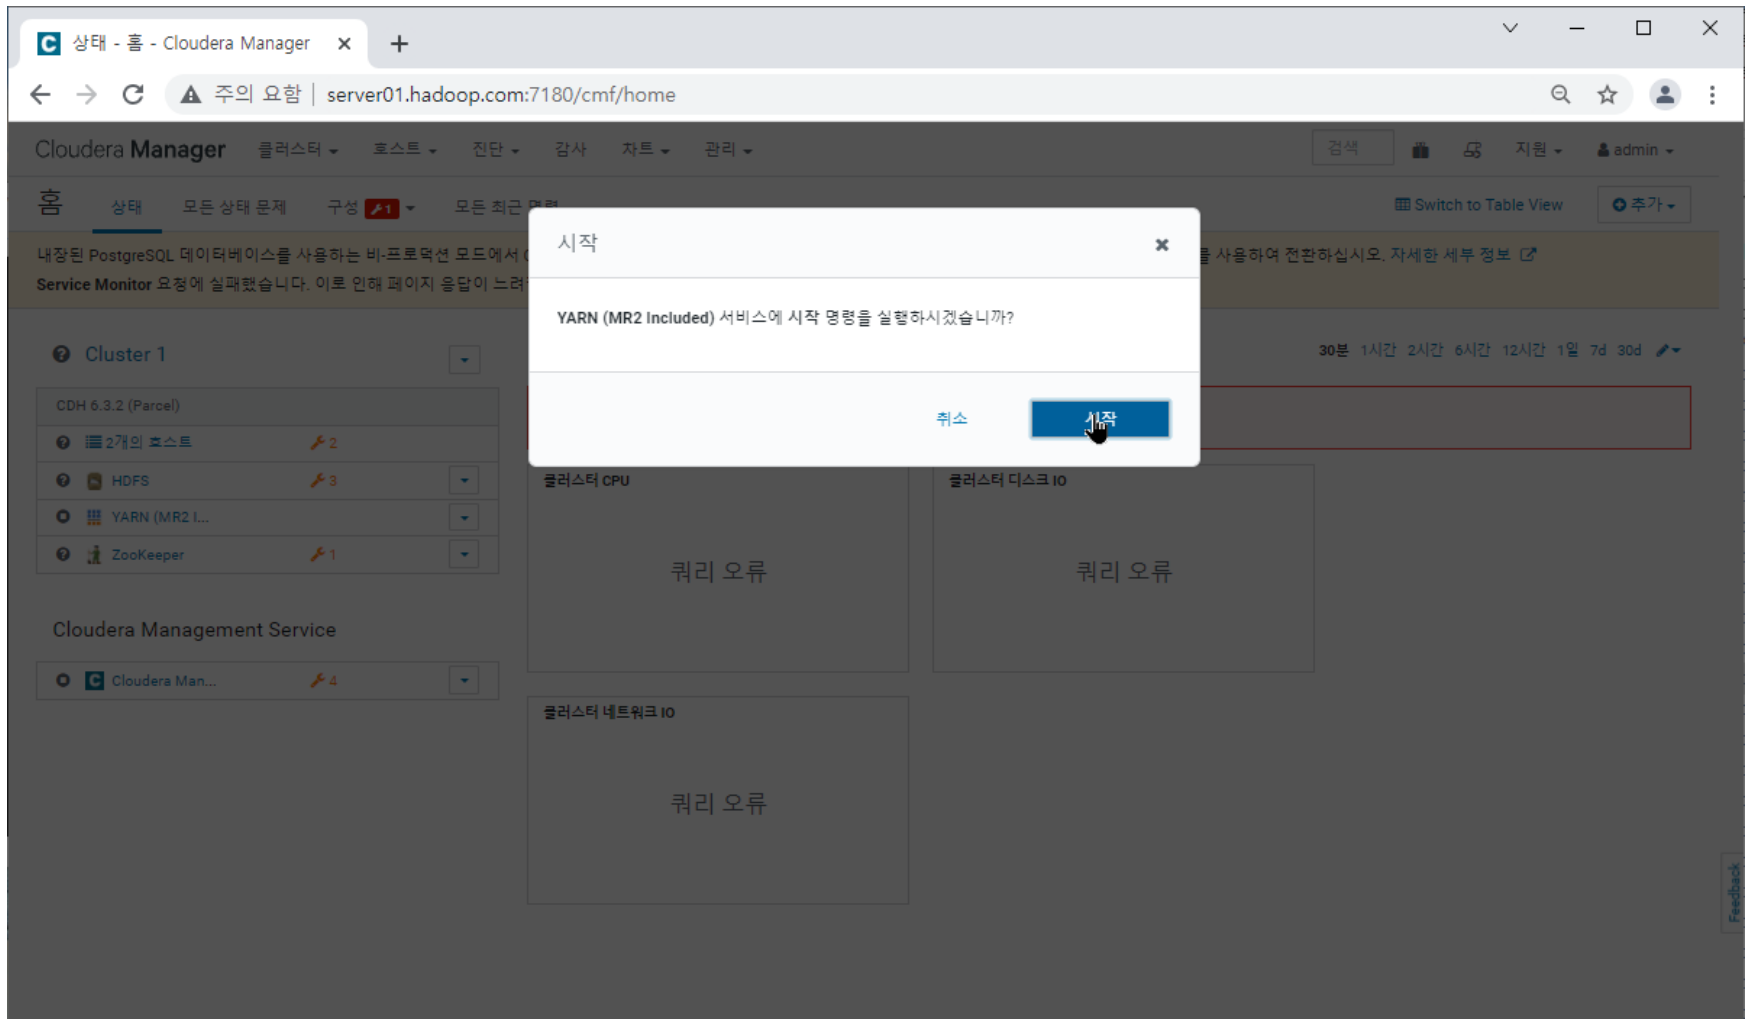 상태 - 홈 - Cloudera Manager
주의 요함 | server01.hadoop.com:7180/cmf/home
Cloudera Manager 클러스터 호스트 진단 감사 차트 관리 검색 지원 admin
홈 상태 모든 상태 문제 구성 1 모든 최근 명령 Switch to Table View 추가
시작
내장된 PostgreSQL 데이터베이스를 사용하는 비-프로덕션 모드에서 사용하여 전환하십시오. 자세한 세부 정보
Service Monitor 요청에 실패했습니다. 이로 인해 페이지 응답이 느려
YARN (MR2 Included) 서비스에 시작 명령을 실행하시겠습니까?
취소 시작
Cluster 1
30분 1시간 2시간 6시간 12시간 1일 7d 30d
CDH 6.3.2 (Parcel)
2개의 호스트 2
HDFS 3
YARN (MR2 I...
ZooKeeper 1
클러스터 CPU
쿼리 오류
클러스터 디스크 IO
쿼리 오류
Cloudera Management Service
Cloudera Man... 4
클러스터 네트워크 IO
쿼리 오류
Feedback